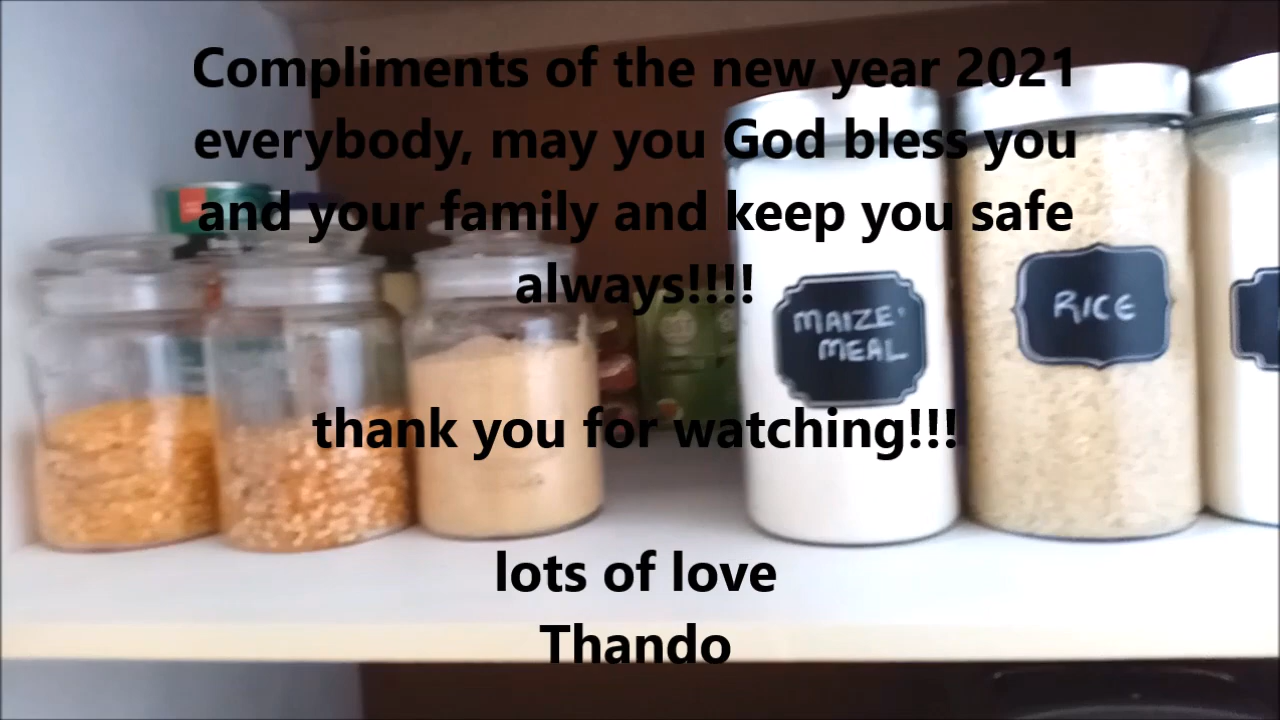 Compliments of the new year 2021
everybody, may you God bless you
and your family and keep you safe
always!!!!
thank you for watching!!!
lots of love
Thando
MAIZE
MEAL
RICE